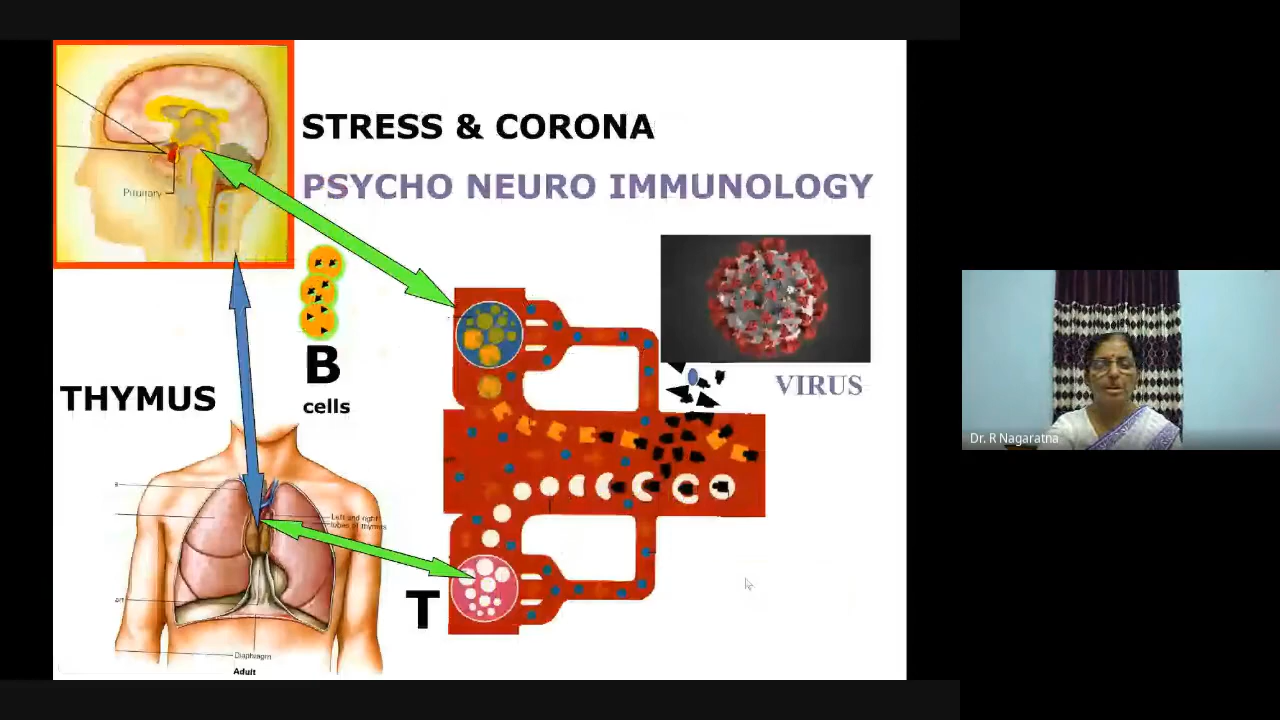 STRESS & CORONA
PSYCHO NEURO IMMUNOLOGY
Pituitary
B
cells
THYMUS
VIRUS
Left and right
lobes of thymus
T
Diaphragm
Adult
Dr. R Nagaratna